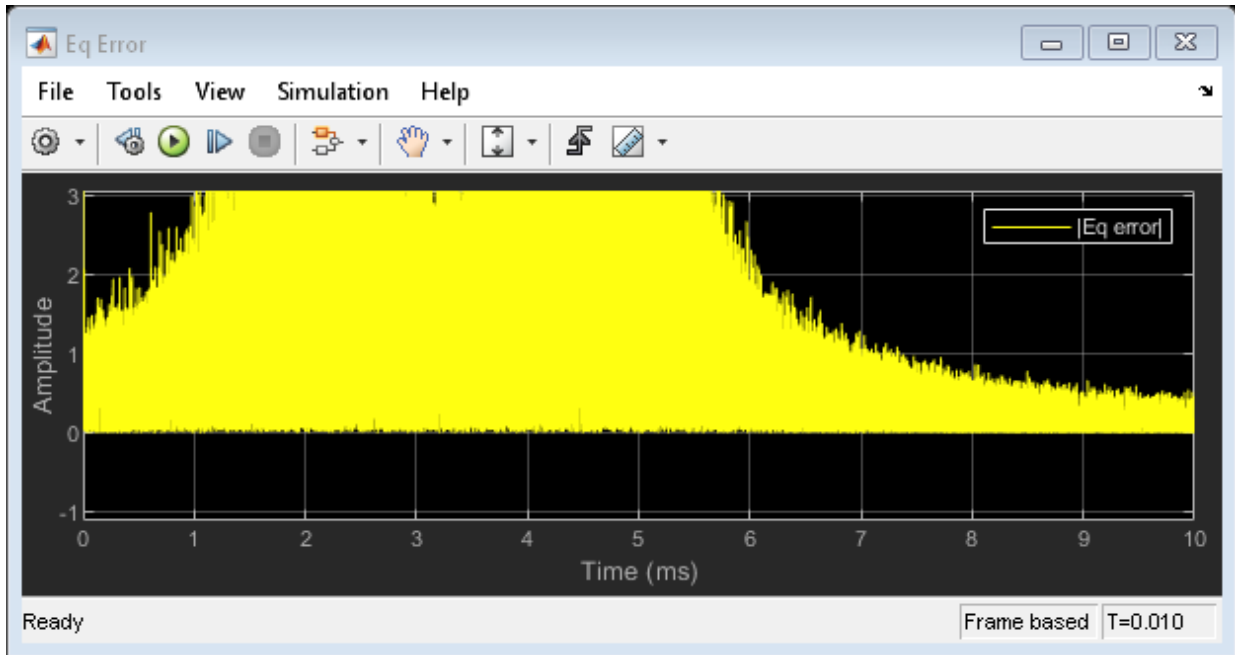 Eq Error
File Tools View Simulation Help
3
|Eq error|
2
1
0
-1
Amplitude
0 1 2 3 4 5 6 7 8 9 10
Time (ms)
Ready Frame based T=0.010